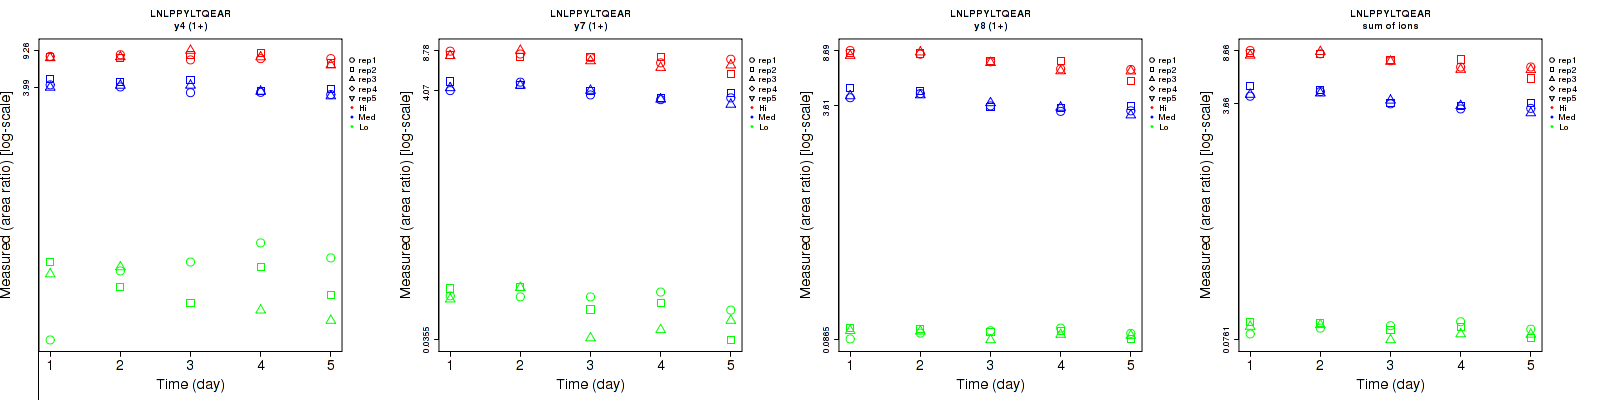 LNLPPYLTQEAR
y4 (1+)
Measured (area ratio) [log-scale]
9.26
3.99
1
2
3
4
5
Time (day)
rep1
rep2
rep3
rep4
rep5
Hi
Med
Lo
LNLPPYLTQEAR
y7 (1+)
Measured (area ratio) [log-scale]
8.78
4.07
0.0355
1
2
3
4
5
Time (day)
rep1
rep2
rep3
rep4
rep5
Hi
Med
Lo
LNLPPYLTQEAR
y8 (1+)
Measured (area ratio) [log-scale]
8.69
3.61
1
2
3
4
5
Time (day)
rep1
rep2
rep3
rep4
rep5
Hi
Med
Lo
LNLPPYLTQEAR
sum of ions
Measured (area ratio) [log-scale]
8.66
3.66
0.0761
1
2
3
4
5
Time (day)
rep1
rep2
rep3
rep4
rep5
Hi
Med
Lo